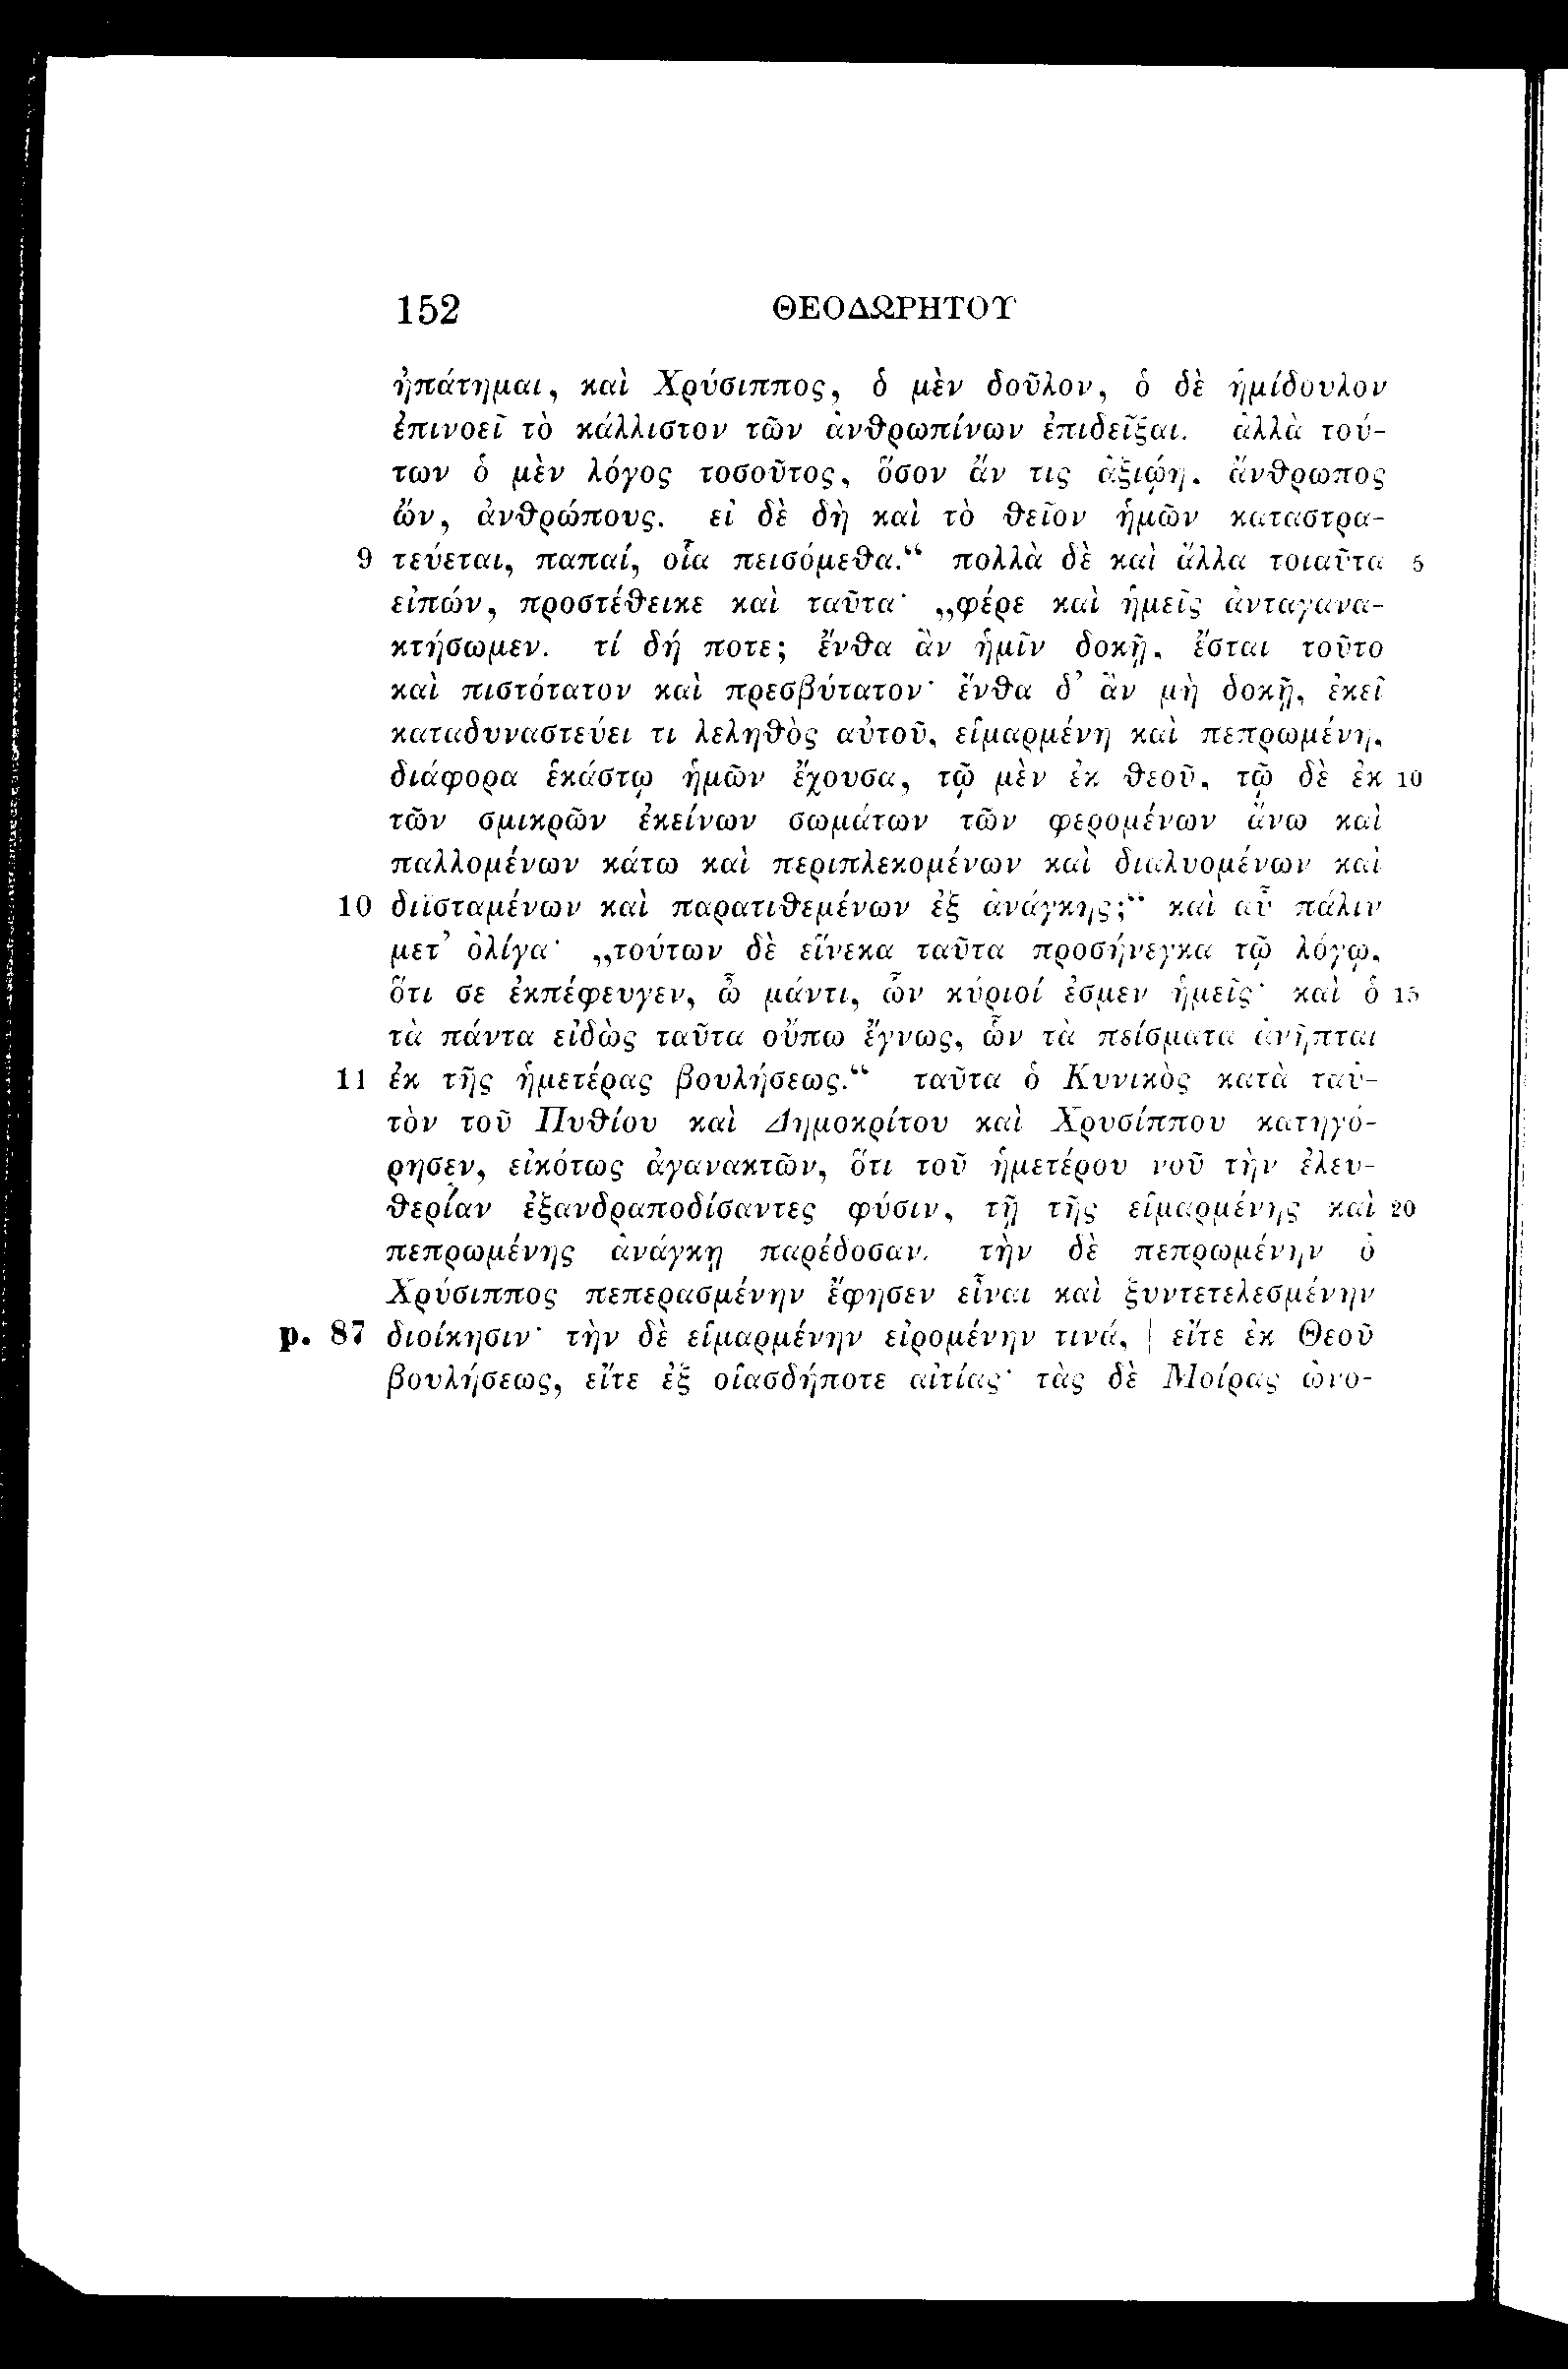 152 ΘΕΟΔΩΡΗΤΟΥ
ἠπάτημαι, καὶ Χρύσιππος, ὁ μὲν δοῦλον, ὁ δὲ ἡμίδουλον
ἐπινοεῖ τὸ κάλλιστον τῶν ἀνθρωπίνων ἐπιδεῖξαι. ἀλλὰ τού-
των ὁ μὲν λόγος τοσοῦτος, ὅσον ἄν τις ἀξιώῃ, ἄνθρωπος
ὤν, ἀνθρώπους. εἰ δὲ δὴ καὶ τὸ θεῖον ἡμῶν καταστρα-
9 τεύεται, παπαί, οἷα πεισόμεθα.“ πολλὰ δὲ καὶ ἄλλα τοιαῦτα 5
εἰπών, προστέθεικε καὶ ταῦτα· „φέρε καὶ ἡμεῖς ἀνταγανα-
κτήσωμεν. τί δή ποτε; ἔνθα ἂν ἡμῖν δοκῇ, ἔσται τοῦτο
καὶ πιστότατον καὶ πρεσβύτατον· ἔνθα δ’ ἂν μὴ δοκῇ, ἐκεῖ
καταδυναστεύει τι λεληθὸς αὐτοῦ, εἱμαρμένη καὶ πεπρωμένη,
διάφορα ἑκάστῳ ἡμῶν ἔχουσα, τῷ μὲν ἐκ θεοῦ, τῷ δὲ ἐκ 10
τῶν σμικρῶν ἐκείνων σωμάτων τῶν φερομένων ἄνω καὶ
παλλομένων κάτω καὶ περιπλεκομένων καὶ διαλυομένων καὶ
10 διϊσταμένων καὶ παρατιθεμένων ἐξ ἀνάγκης;“ καὶ αὖ πάλιν
μετ’ ὀλίγα· „τούτων δὲ εἵνεκα ταῦτα προσήνεγκα τῷ λόγῳ,
ὅτι σε ἐκπέφευγεν, ὦ μάντι, ὧν κύριοί ἐσμεν ἡμεῖς· καὶ ὁ 15
τὰ πάντα εἰδὼς ταῦτα οὔπω ἔγνως, ὧν τὰ πείσματα ἀνῆπται
11 ἐκ τῆς ἡμετέρας βουλήσεως.“ ταῦτα ὁ Κυνικὸς κατὰ ταὐ-
τὸν τοῦ Πυθίου καὶ Δημοκρίτου καὶ Χρυσίππου κατηγό-
ρησεν, εἰκότως ἀγανακτῶν, ὅτι τοῦ ἡμετέρου νοῦ τὴν ἐλευ-
θερίαν ἐξανδραποδίσαντες φύσιν, τῇ τῆς εἱμαρμένης καὶ 20
πεπρωμένης ἀνάγκῃ παρέδοσαν. τὴν δὲ πεπρωμένην ὁ
Χρύσιππος πεπερασμένην ἔφησεν εἶναι καὶ ξυντετελεσμένην
p. 87 διοίκησιν· τὴν δὲ εἱμαρμένην εἰρομένην τινά, | εἴτε ἐκ Θεοῦ
βουλήσεως, εἴτε ἐξ οἱασδήποτε αἰτίας· τὰς δὲ Μοίρας ὠνο-